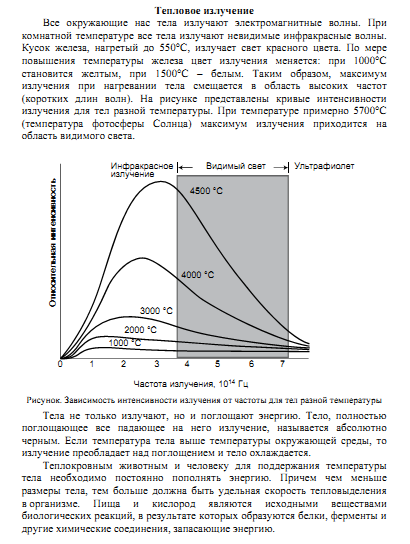 Тепловое излучение
Все окружающие нас тела излучают электромагнитные волны. При
комнатной температуре все тела излучают невидимые инфракрасные волны.
Кусок железа, нагретый до 550°С, излучает свет красного цвета. По мере
повышения температуры железа цвет излучения меняется: при 1000°С
становится желтым, при 1500°С – белым. Таким образом, максимум
излучения при нагревании тела смещается в область высоких частот
(коротких длин волн). На рисунке представлены кривые интенсивности
излучения для тел разной температуры. При температуре примерно 5700°С
(температура фотосферы Солнца) максимум излучения приходится на
область видимого света.
Инфракрасное
излучение
Видимый свет
Ультрафиолет
Относительная интенсивность
4500 °С
4000 °С
3000 °С
2000 °С
1000 °С
0 1 2 3 4 5 6 7
Частота излучения, 10¹⁴ Гц
Рисунок. Зависимость интенсивности излучения от частоты для тел разной температуры
Тела не только излучают, но и поглощают энергию. Тело, полностью
поглощающее все падающее на него излучение, называется абсолютно
черным. Если температура тела выше температуры окружающей среды, то
излучение преобладает над поглощением и тело охлаждается.
Теплокровным животным и человеку для поддержания температуры
тела необходимо постоянно пополнять энергию. Причем чем меньше
размеры тела, тем больше должна быть удельная скорость тепловыделения
в организме. Пища и кислород являются исходными веществами
биологических реакций, в результате которых образуются белки, ферменты и
другие химические соединения, запасающие энергию.